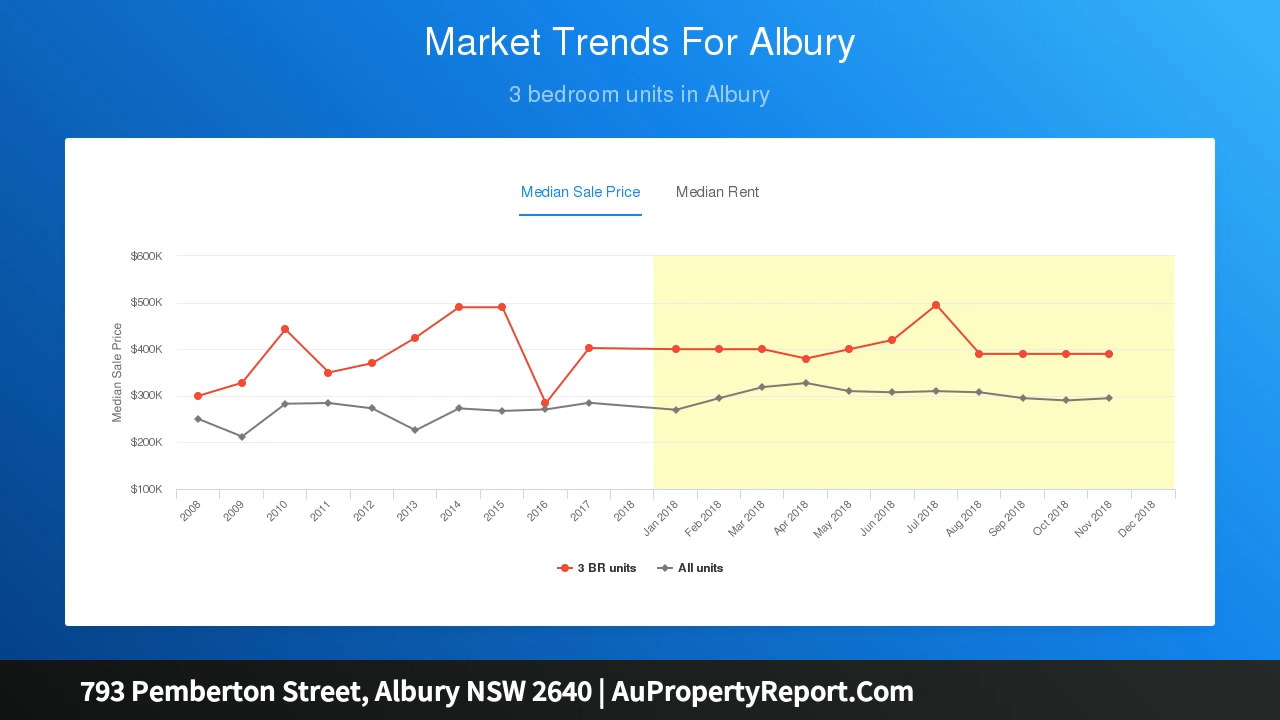 Market Trends For Albury
3 bedroom units in Albury
Median Sale Price
Median Rent
$600K
$500K
$400K
$300K
$200K
$100K
Median Sale Price
2008
2009
2010
2011
2012
2013
2014
2015
2016
2017
2018
Jan 2018
Feb 2018
Mar 2018
Apr 2018
May 2018
Jun 2018
Jul 2018
Aug 2018
Sep 2018
Oct 2018
Nov 2018
Dec 2018
3 BR units
All units
793 Pemberton Street, Albury NSW 2640 | AuPropertyReport.Com